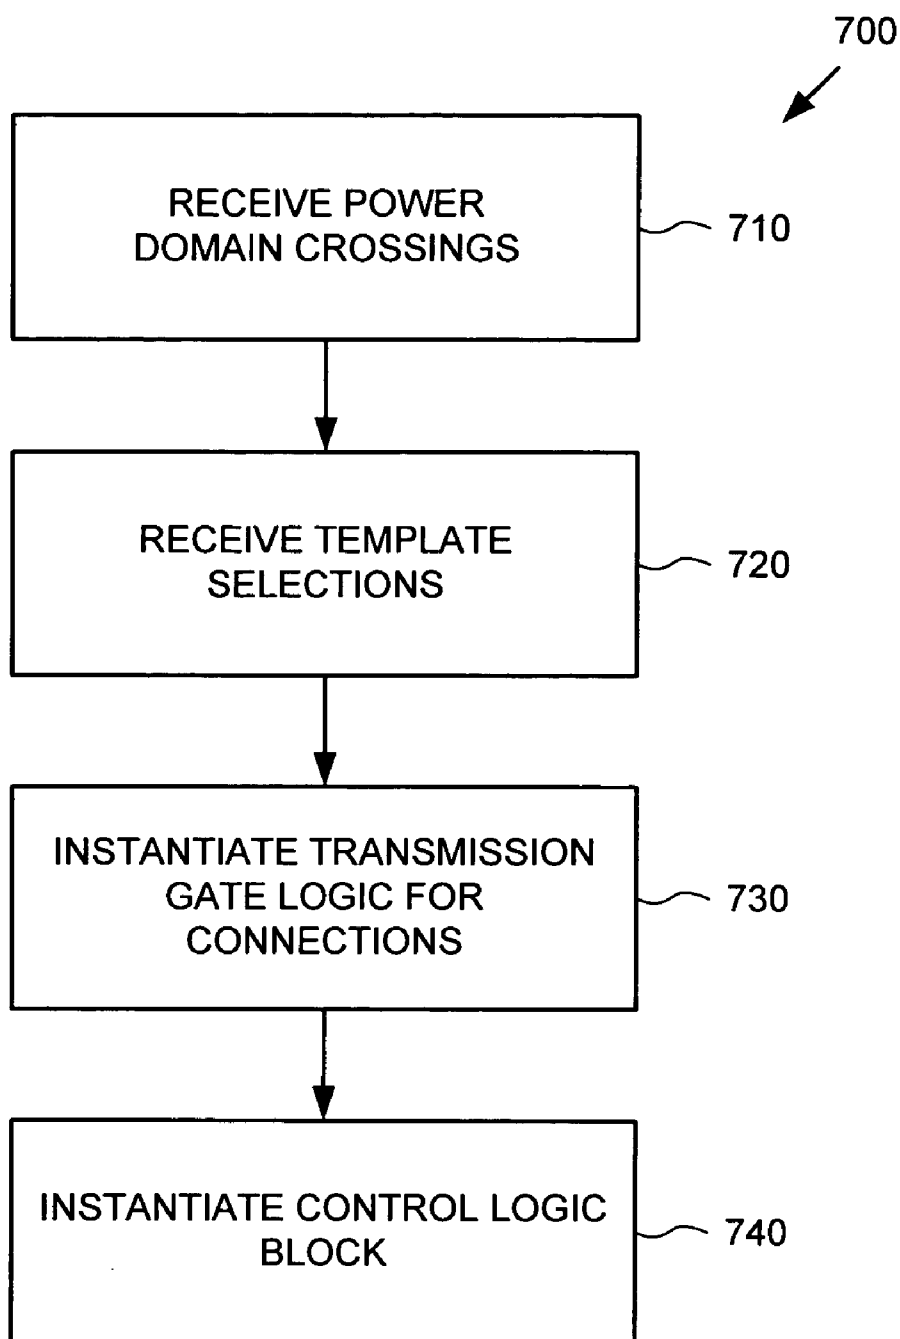 700
RECEIVE POWER
DOMAIN CROSSINGS
710
RECEIVE TEMPLATE
SELECTIONS
720
INSTANTIATE TRANSMISSION
GATE LOGIC FOR
CONNECTIONS
730
INSTANTIATE CONTROL LOGIC
BLOCK
740